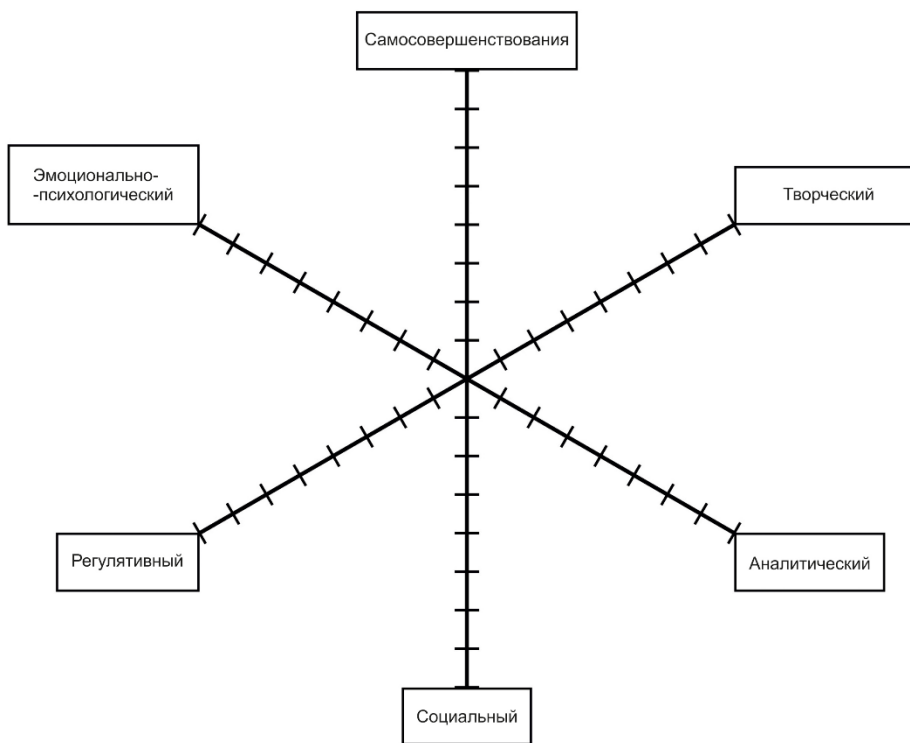 Самосовершенствования
Эмоционально-
-психологический
Творческий
Регулятивный
Аналитический
Социальный